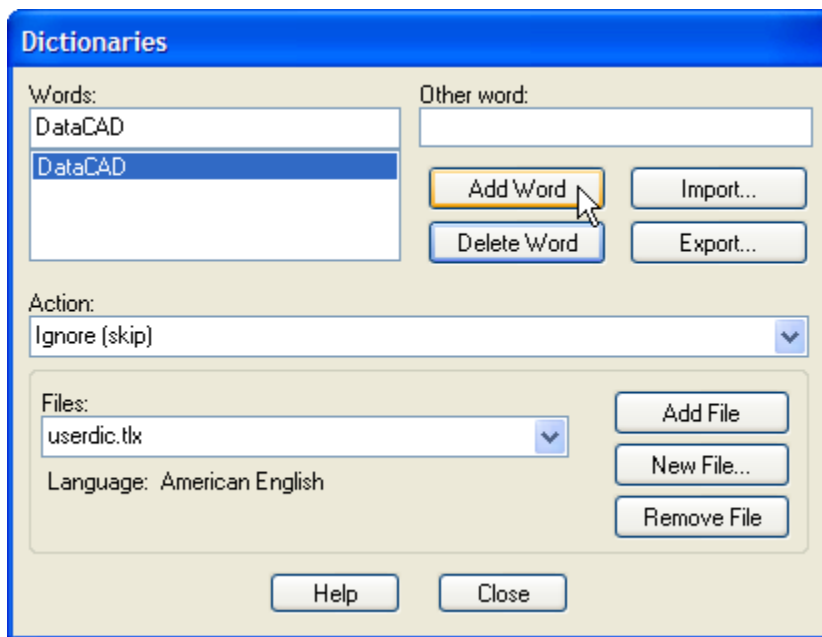 Dictionaries
Words:
Other word:
DataCAD
DataCAD
Add Word
Import...
Delete Word
Export...
Action:
Ignore (skip)
Files:
userdic.tlx
Language: American English
Add File
New File...
Remove File
Help
Close